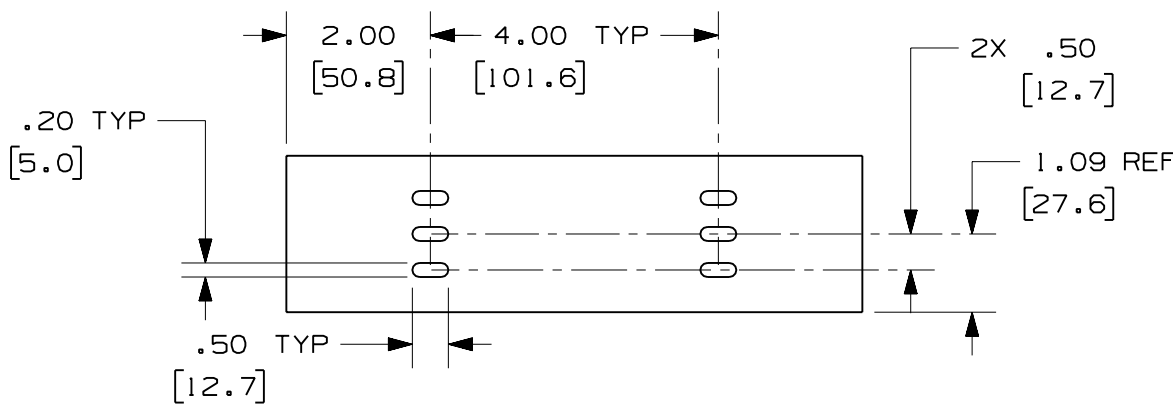 2.00
[50.8]
4.00 TYP
[101.6]
2X .50
[12.7]
.20 TYP
[5.0]
1.09 REF
[27.6]
.50 TYP
[12.7]